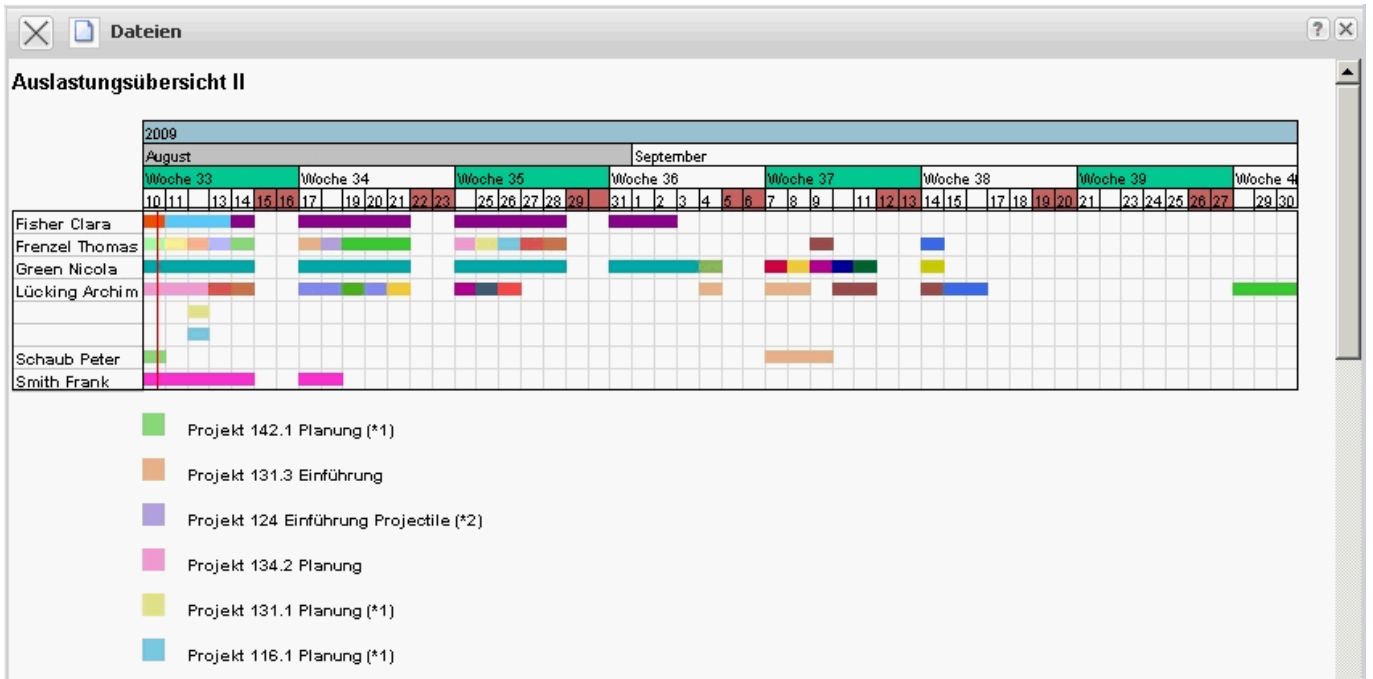 Dateien
Auslastungsübersicht II
2009
August September
Woche 33 Woche 34 Woche 35 Woche 36 Woche 37 Woche 38 Woche 39 Woche 4
10 11 13 14 15 16 17 19 20 21 22 23 25 26 27 28 29 31 1 2 3 4 5 6 7 8 9 11 12 13 14 15 17 18 19 20 21 23 24 25 26 27 29 30
Fisher Clara
Frenzel Thomas
Green Nicola
Lücking Archim
Schaub Peter
Smith Frank
Projekt 142.1 Planung (*1)
Projekt 131.3 Einführung
Projekt 124 Einführung Projectile (*2)
Projekt 134.2 Planung
Projekt 131.1 Planung (*1)
Projekt 116.1 Planung (*1)